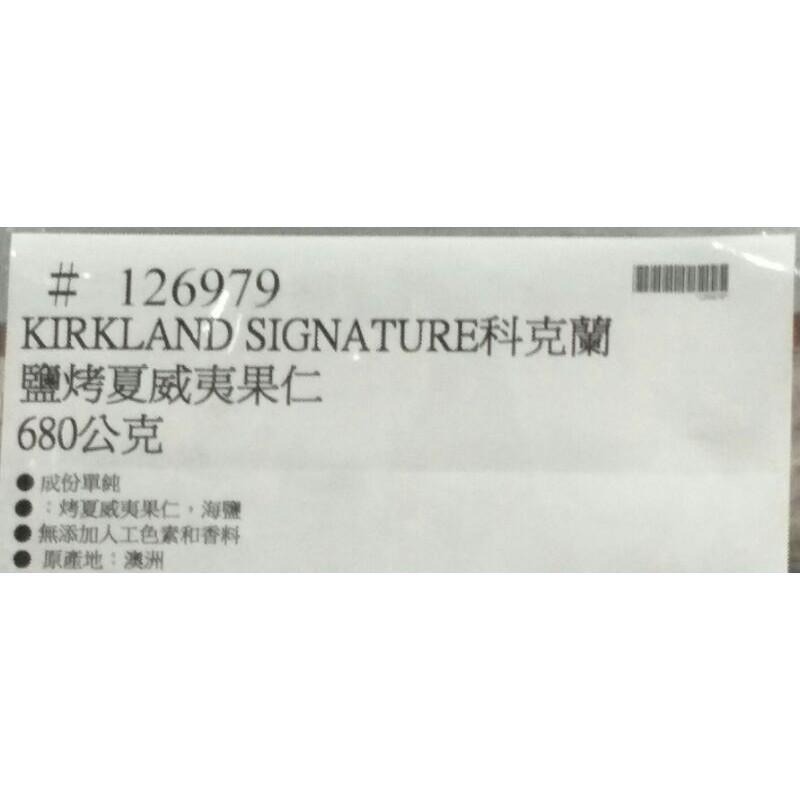 # 126979
KIRKLAND SIGNATURE科克蘭
鹽烤夏威夷果仁
680公克
● 成份單純
● ：烤夏威夷果仁，海鹽
● 無添加人工色素和香料
● 原產地：澳洲